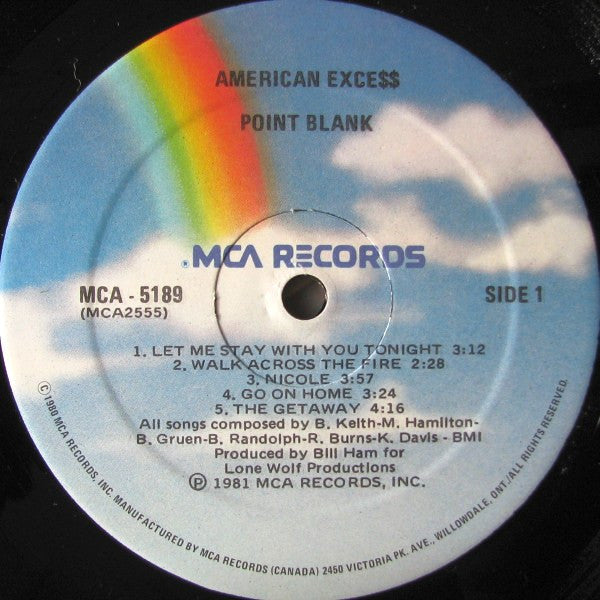 AMERICAN EXCE$$
POINT BLANK
® MCA RECORDS
MCA - 5189
(MCA2555)
SIDE 1
1. LET ME STAY WITH YOU TONIGHT 3:12
2. WALK ACROSS THE FIRE 2:28
3. NICOLE 3:57
4. GO ON HOME 3:24
5. THE GETAWAY 4:16
All songs composed by B. Keith-M. Hamilton-
B. Gruen-B. Randolph-R. Burns-K. Davis - BMI
Produced by Bill Ham for
Lone Wolf Productions
℗ 1981 MCA RECORDS, INC.
© 1980 MCA RECORDS, INC. MANUFACTURED BY MCA RECORDS (CANADA) 2450 VICTORIA PK. AVE., WILLOWDALE, ONT./ALL RIGHTS RESERVED.